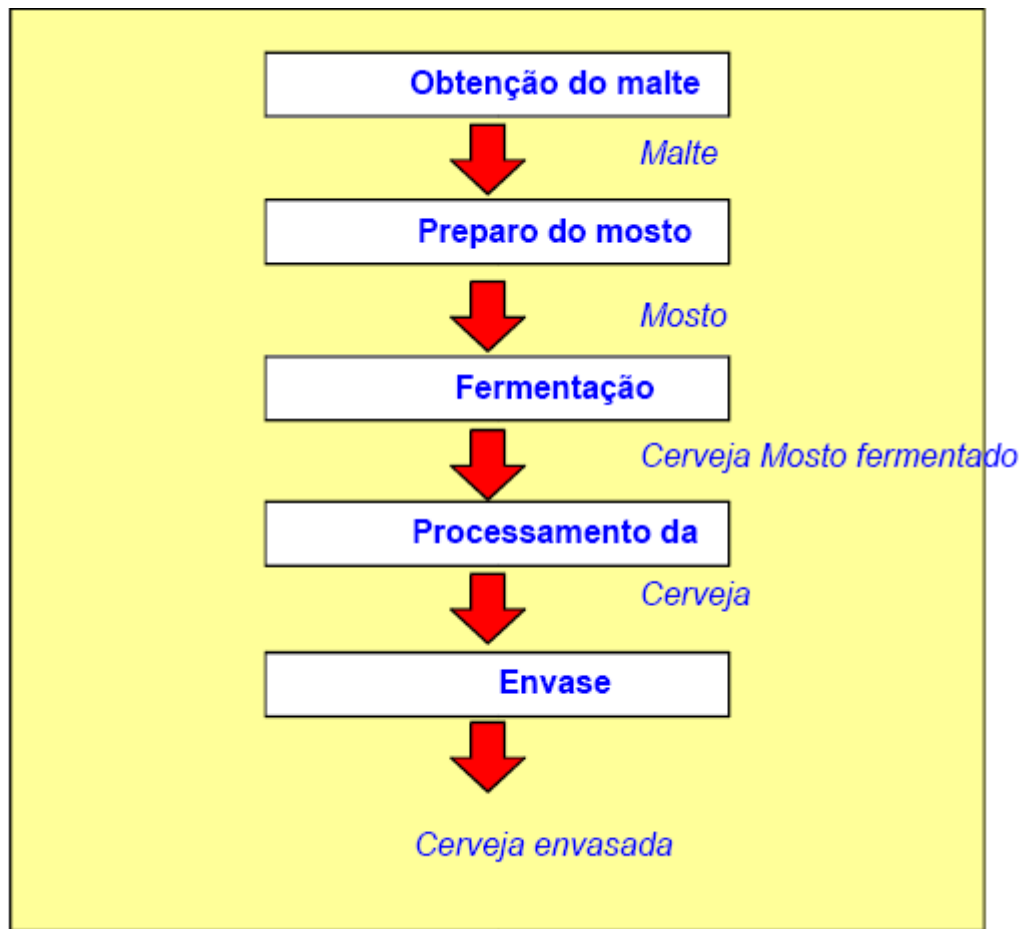 Obtenção do malte
Malte
Preparo do mosto
Mosto
Fermentação
Cerveja Mosto fermentado
Processamento da
Cerveja
Envase
Cerveja envasada